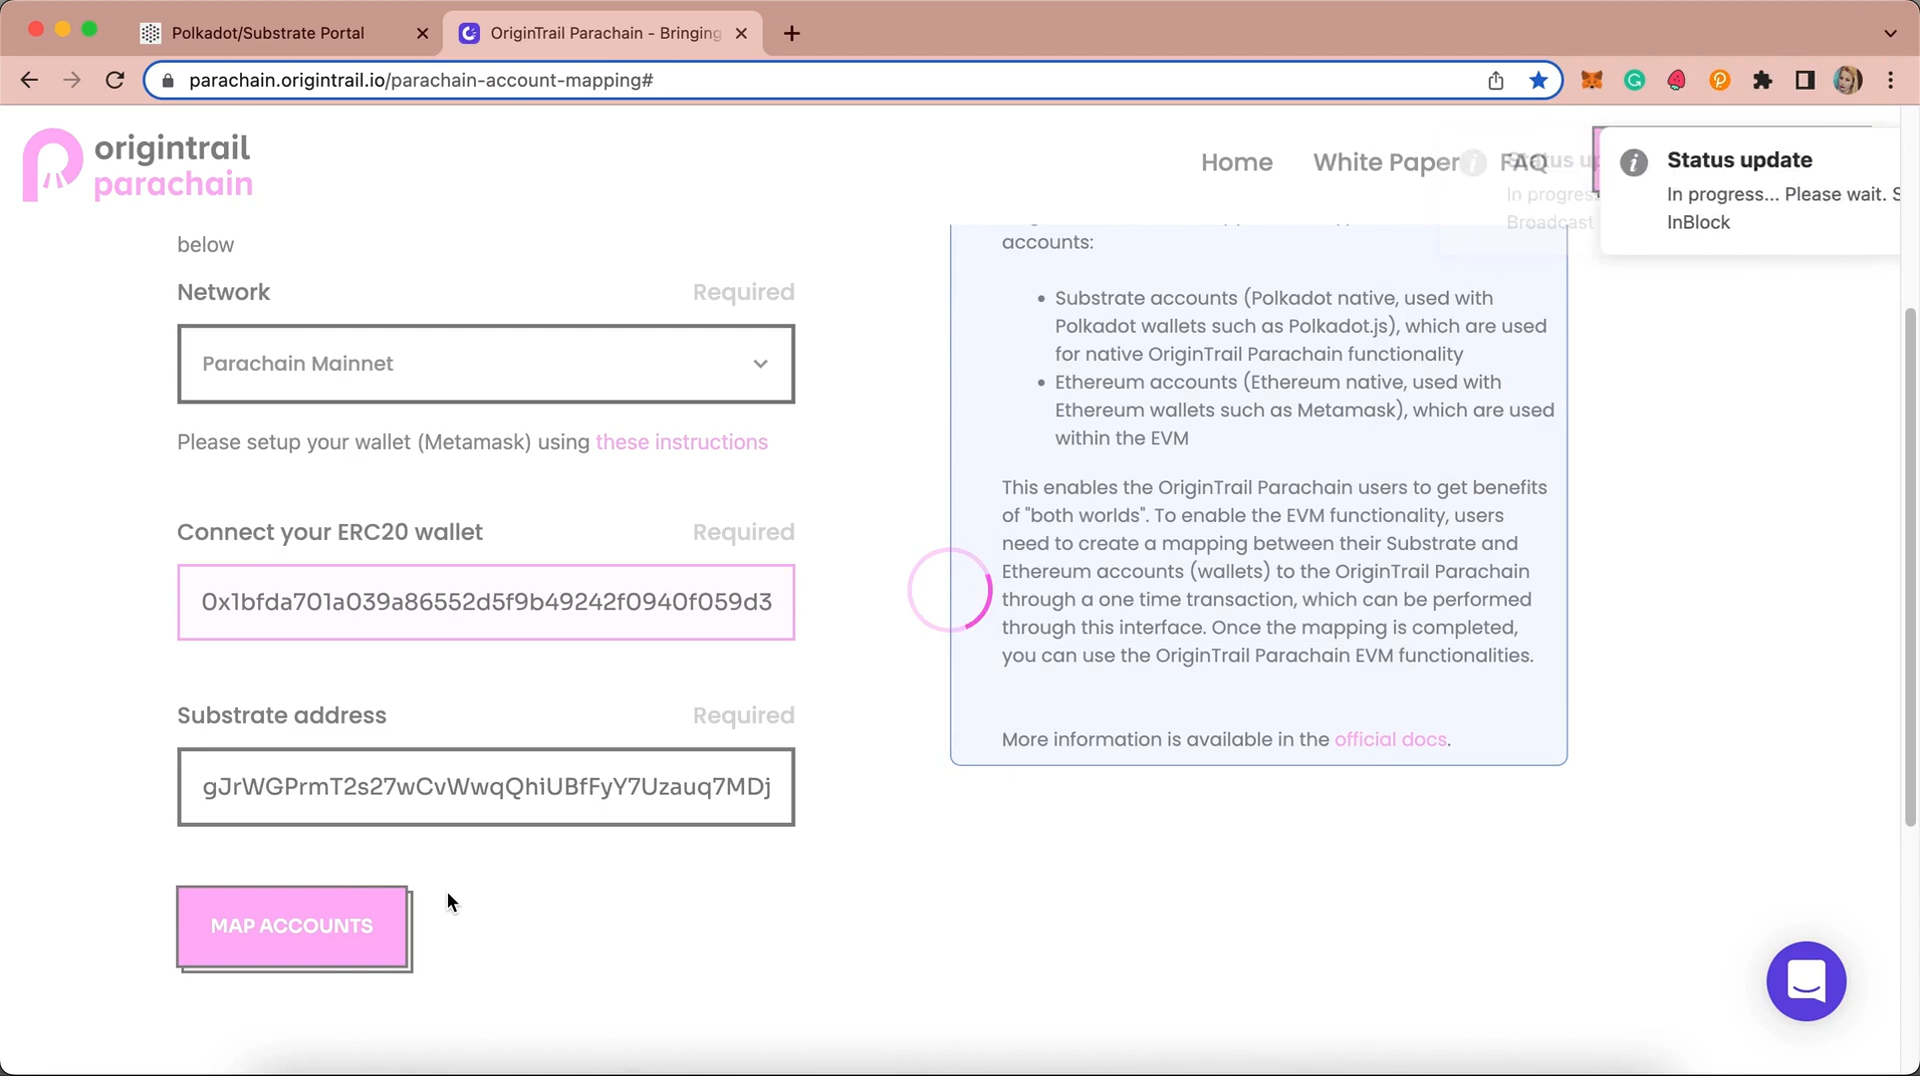 Polkadot/Substrate Portal
OriginTrail Parachain - Bringing
parachain.origintrail.io/parachain-account-mapping#
origintrail
parachain
Home
White Paper
FAQ
Status update
In progress... Please wait. S
InBlock
In progres
Broadcast
below
Network
Required
Parachain Mainnet
Please setup your wallet (Metamask) using these instructions
Connect your ERC20 wallet
Required
0x1bfda701a039a86552d5f9b49242f0940f059d3
Substrate address
Required
gJrWGPrmT2s27wCvWwqQhiUBfFyY7Uzauq7MDj
MAP ACCOUNTS
accounts:
• Substrate accounts (Polkadot native, used with
Polkadot wallets such as Polkadot.js), which are used
for native OriginTrail Parachain functionality
• Ethereum accounts (Ethereum native, used with
Ethereum wallets such as Metamask), which are used
within the EVM
This enables the OriginTrail Parachain users to get benefits
of "both worlds". To enable the EVM functionality, users
need to create a mapping between their Substrate and
Ethereum accounts (wallets) to the OriginTrail Parachain
through a one time transaction, which can be performed
through this interface. Once the mapping is completed,
you can use the OriginTrail Parachain EVM functionalities.
More information is available in the official docs.